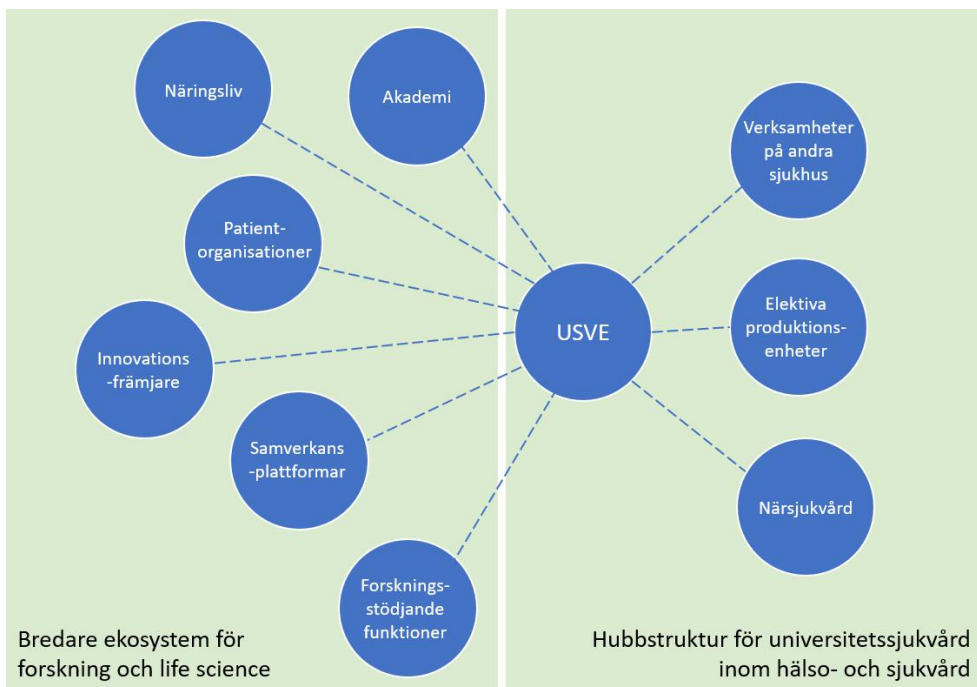 Näringsliv
Akademi
Patient-
organisationer
Innovations
-främjare
Samverkans
-plattformar
Forsknings-
stödjande
funktioner
Bredare ekosystem för
forskning och life science
USVE
Verksamheter
på andra
sjukhus
Elektiva
produktions-
enheter
Närsjukvård
Hubbstruktur för universitetssjukvård
inom hälso- och sjukvård